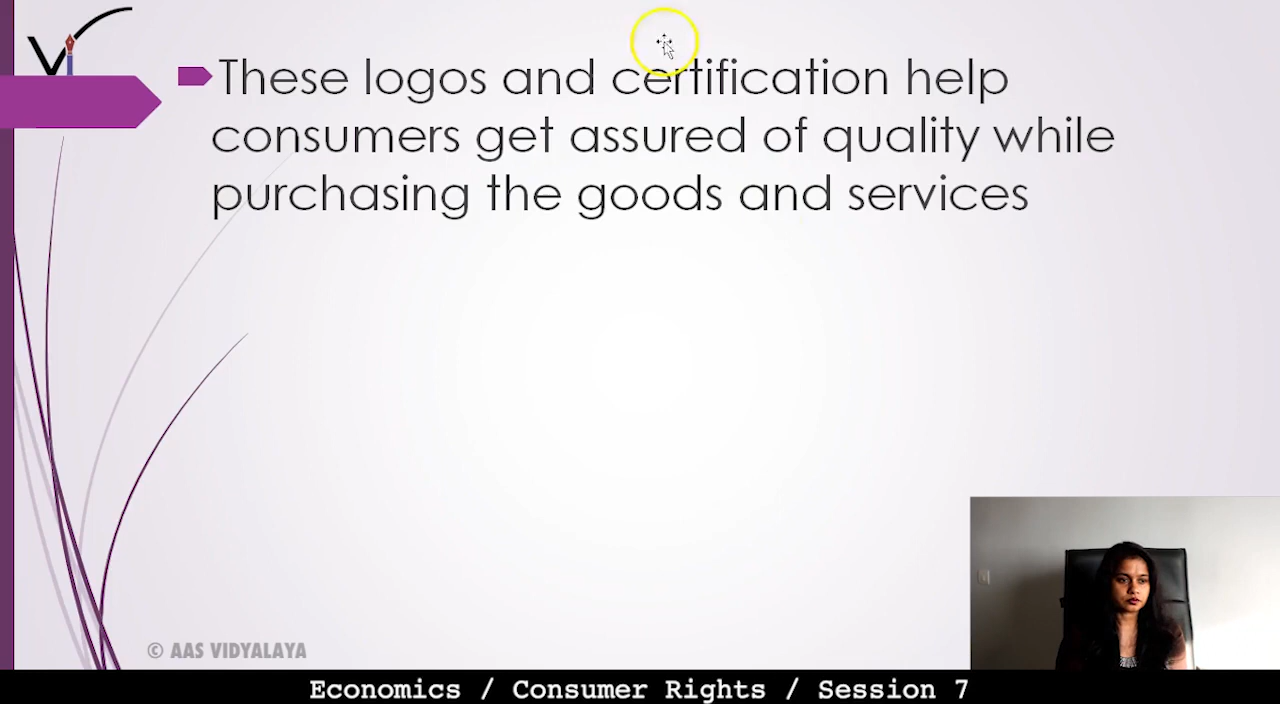 These logos and certification help
consumers get assured of quality while
purchasing the goods and services
© AAS VIDYALAYA
Economics / Consumer Rights / Session 7